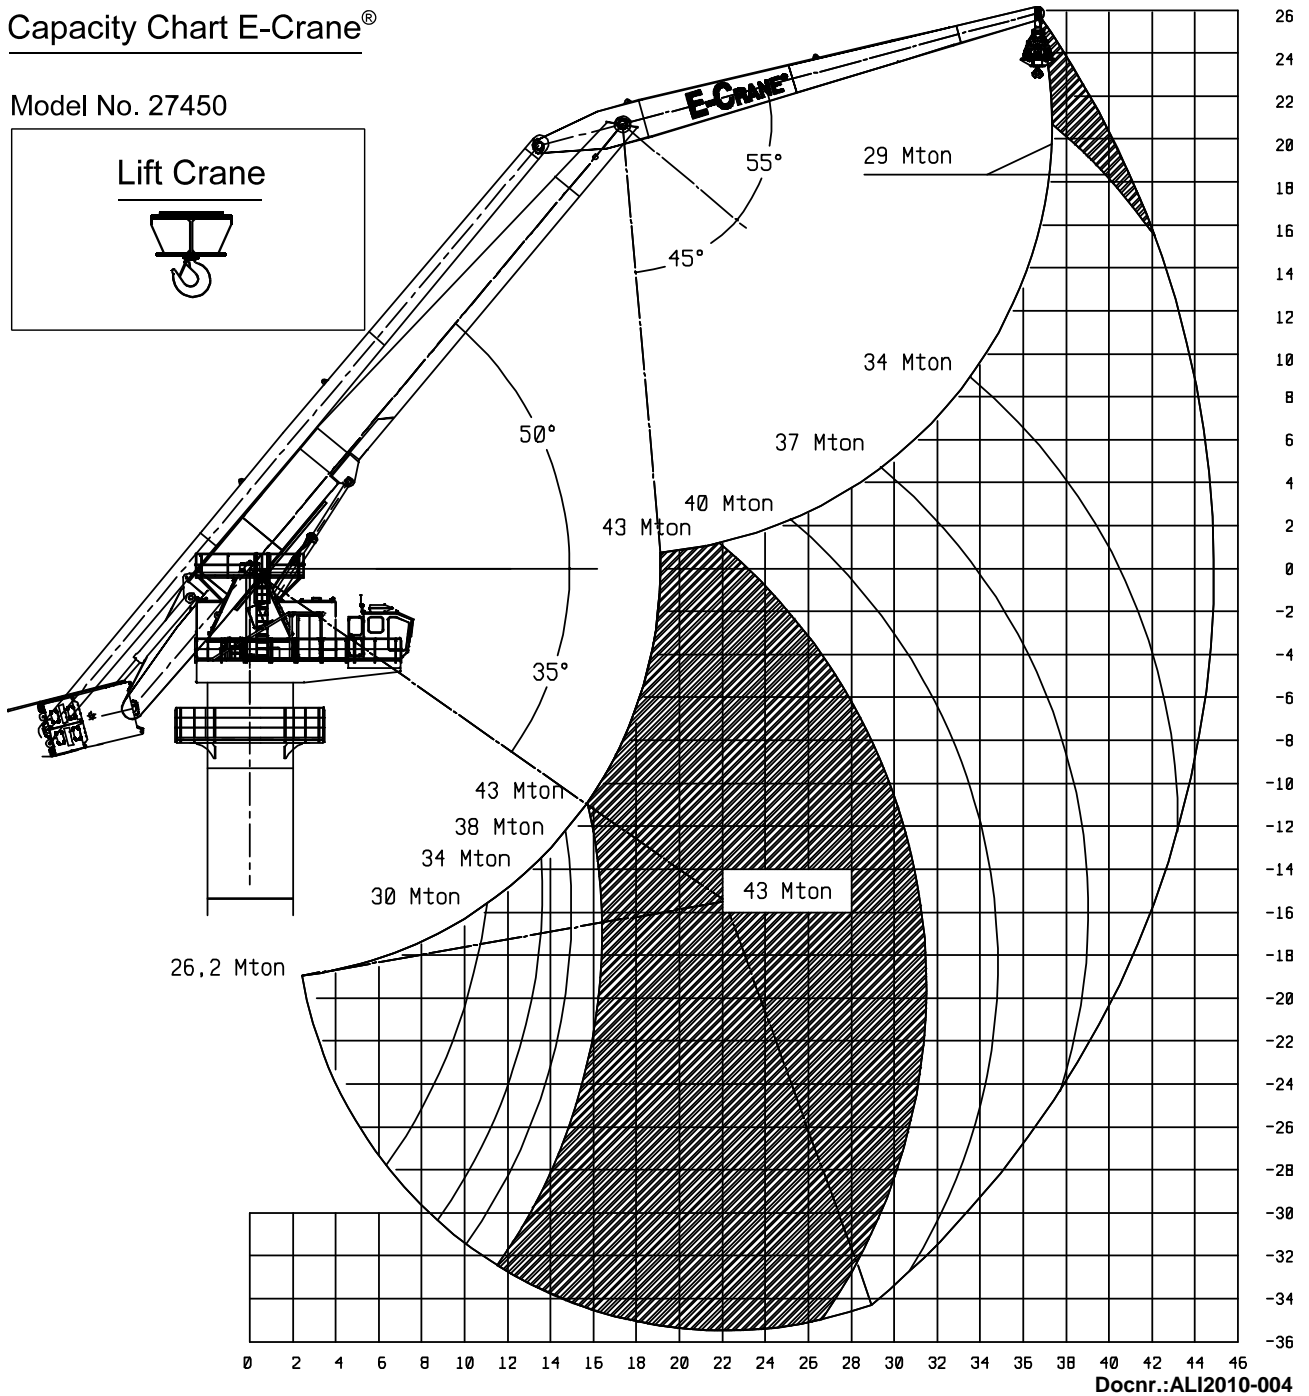 Capacity Chart E-Crane®
Model No. 27450
Lift Crane
E-CRANE®
55°
45°
50°
35°
29 Mton
34 Mton
37 Mton
40 Mton
43 Mton
43 Mton
38 Mton
34 Mton
30 Mton
26,2 Mton
43 Mton
26
24
22
20
18
16
14
12
10
8
6
4
2
0
-2
-4
-6
-8
-10
-12
-14
-16
-18
-20
-22
-24
-26
-28
-30
-32
-34
-36
0 2 4 6 8 10 12 14 16 18 20 22 24 26 28 30 32 34 36 38 40 42 44 46
Docnr.:ALI2010-004